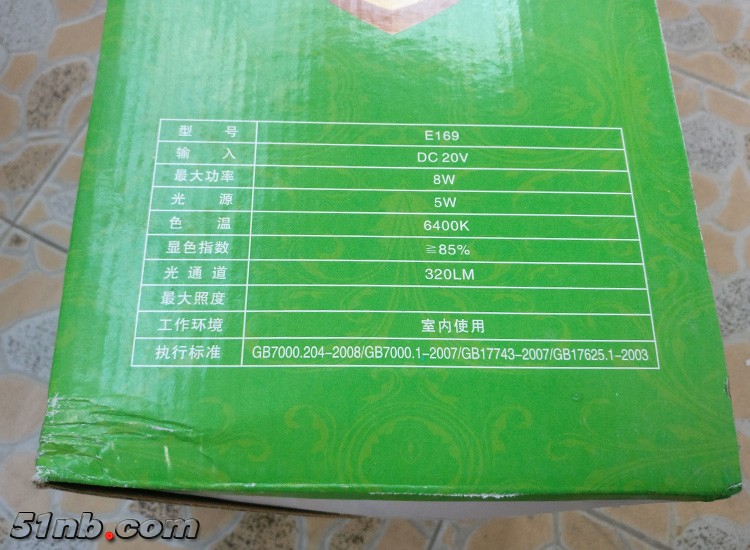 型 号 E169
输 入 DC 20V
最大功率 8W
光 源 5W
色 温 6400K
显色指数 ≧85%
光 通 道 320LM
最大照度
工作环境 室内使用
执行标准 GB7000.204-2008/GB7000.1-2007/GB17743-2007/GB17625.1-2003
51nb.com